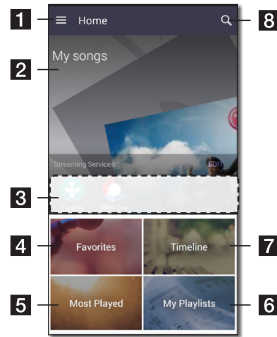 1
Home
8
My songs
2
Streaming Services
EDIT
3
4
Favorites
Timeline
7
5
Most Played
My Playlists
6